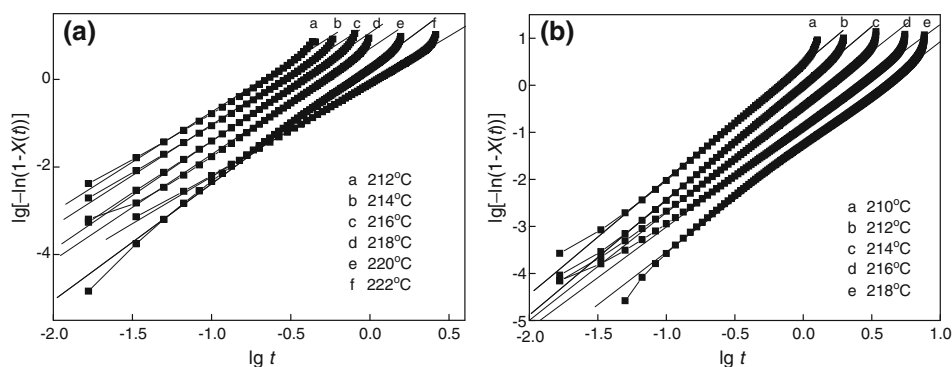 (a)
a b c d e f
lg[–ln(1-X(t))]
0
-2
-4
a 212°C
b 214°C
c 216°C
d 218°C
e 220°C
f 222°C
-2.0 -1.5 -1.0 -0.5 0.0 0.5
lg t
(b)
a b c d e
lg[–ln(1-X(t))]
1
0
-1
-2
-3
-4
-5
a 210°C
b 212°C
c 214°C
d 216°C
e 218°C
-2.0 -1.5 -1.0 -0.5 0.0 0.5 1.0
lg t